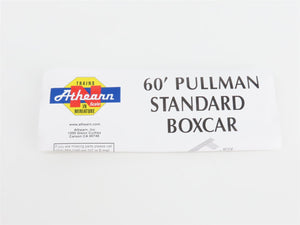 TRAINS
Athearn
IN
MINIATURE
www.athearn.com
Athearn, Inc.
Carson CA 90746
60' PULLMAN
STANDARD
BOXCAR